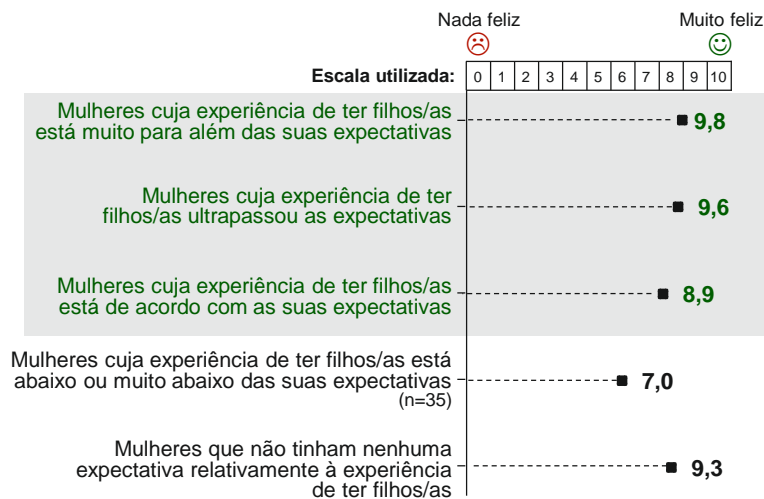 Nada feliz
Muito feliz
Escala utilizada: 0 1 2 3 4 5 6 7 8 9 10
Mulheres cuja experiência de ter filhos/as
está muito para além das suas expectativas
9,8
Mulheres cuja experiência de ter
filhos/as ultrapassou as expectativas
9,6
Mulheres cuja experiência de ter filhos/as
está de acordo com as suas expectativas
8,9
Mulheres cuja experiência de ter filhos/as está
abaixo ou muito abaixo das suas expectativas
(n=35)
7,0
Mulheres que não tinham nenhuma
expectativa relativamente à experiência
de ter filhos/as
9,3